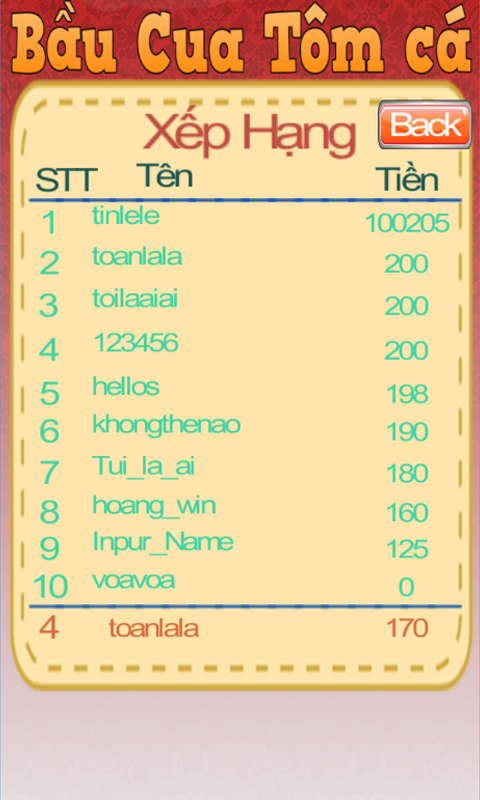 Bầu Cua Tôm cá
Xếp Hạng
Back
STT Tên Tiền
1 tinlele 100205
2 toanlala 200
3 toilaaiai 200
4 123456 200
5 hellos 198
6 khongthenao 190
7 Tui_la_ai 180
8 hoang_win 160
9 Inpur_Name 125
10 voavoa 0
4 toanlala 170